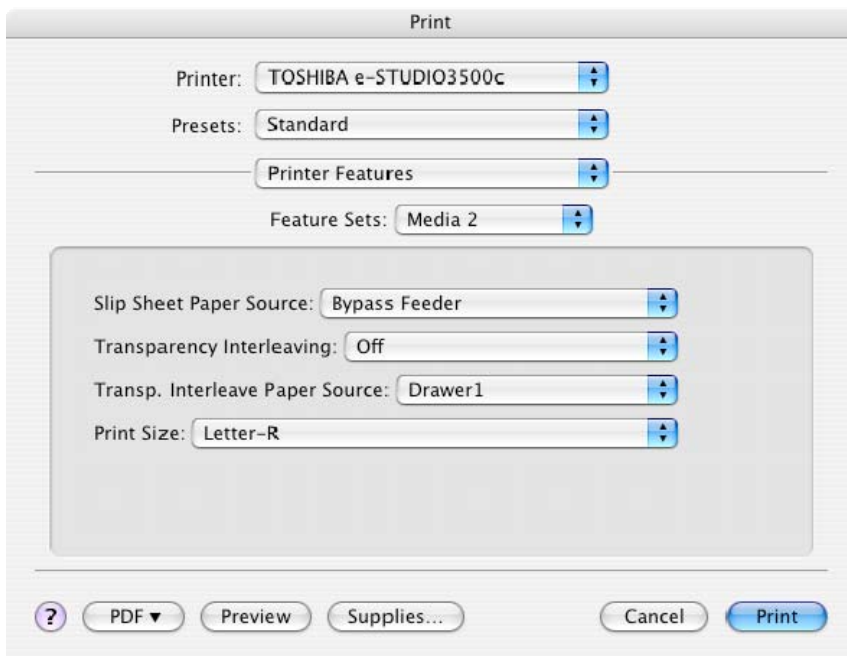 Print
Printer: TOSHIBA e-STUDIO3500c
Presets: Standard
Printer Features
Feature Sets: Media 2
Slip Sheet Paper Source: Bypass Feeder
Transparency Interleaving: Off
Transp. Interleave Paper Source: Drawer1
Print Size: Letter-R
? PDF ▼ Preview Supplies... Cancel Print